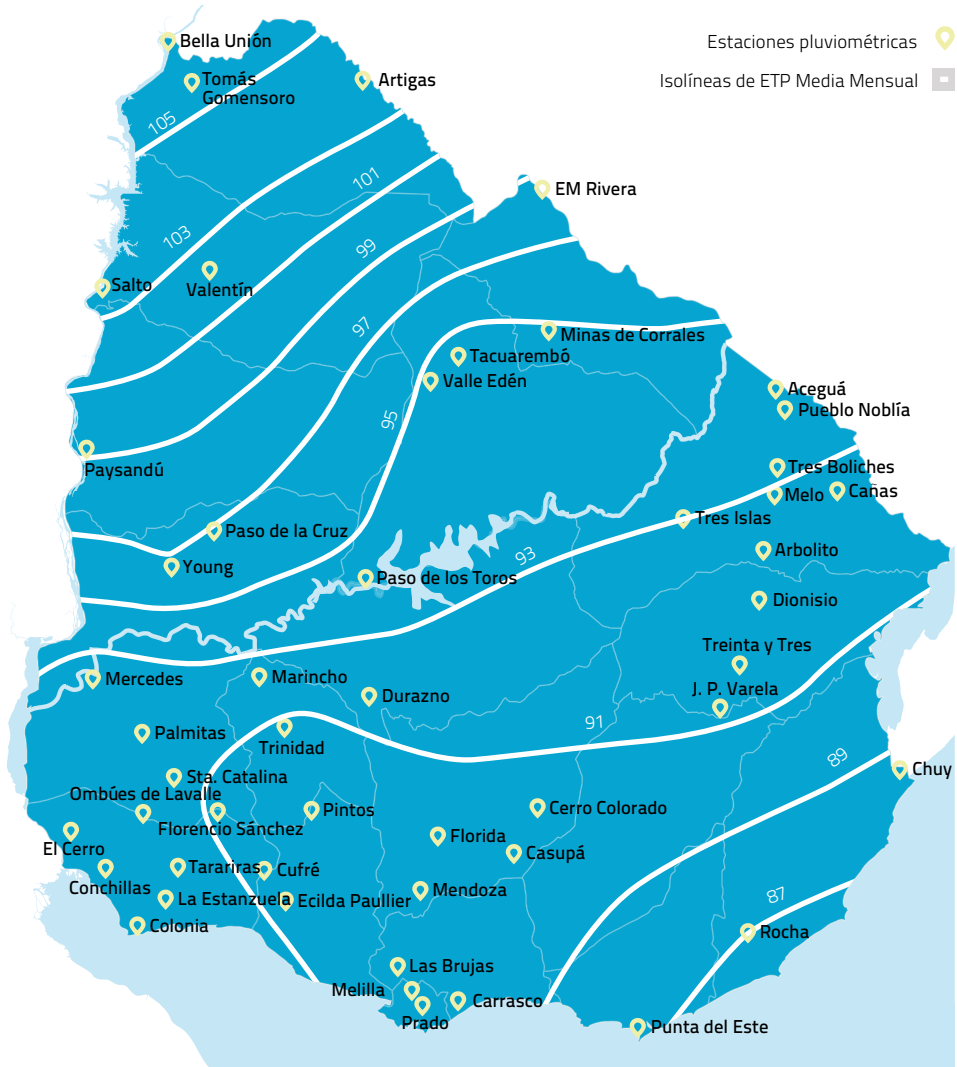 Bella Unión
Estaciones pluviométricas
Isolíneas de ETP Media Mensual
Tomás
Gomensoro
Artigas
105
101
EM Rivera
103
99
Salto
Valentín
97
Minas de Corrales
Tacuarembó
Valle Edén
Aceguá
Pueblo Noblía
95
Paysandú
Tres Boliches
Melo
Cañas
Tres Islas
Paso de la Cruz
93
Arbolito
Young
Paso de los Toros
Dionisio
Treinta y Tres
Mercedes
Marincho
J. P. Varela
Durazno
91
Palmitas
Trinidad
89
Chuy
Sta. Catalina
Ombúes de Lavalle
Florencio Sánchez
Pintos
Cerro Colorado
Florida
El Cerro
Casupá
Tarariras
Cufré
Conchillas
Mendoza
87
La Estanzuela
Ecilda Paullier
Colonia
Rocha
Las Brujas
Melilla
Carrasco
Prado
Punta del Este